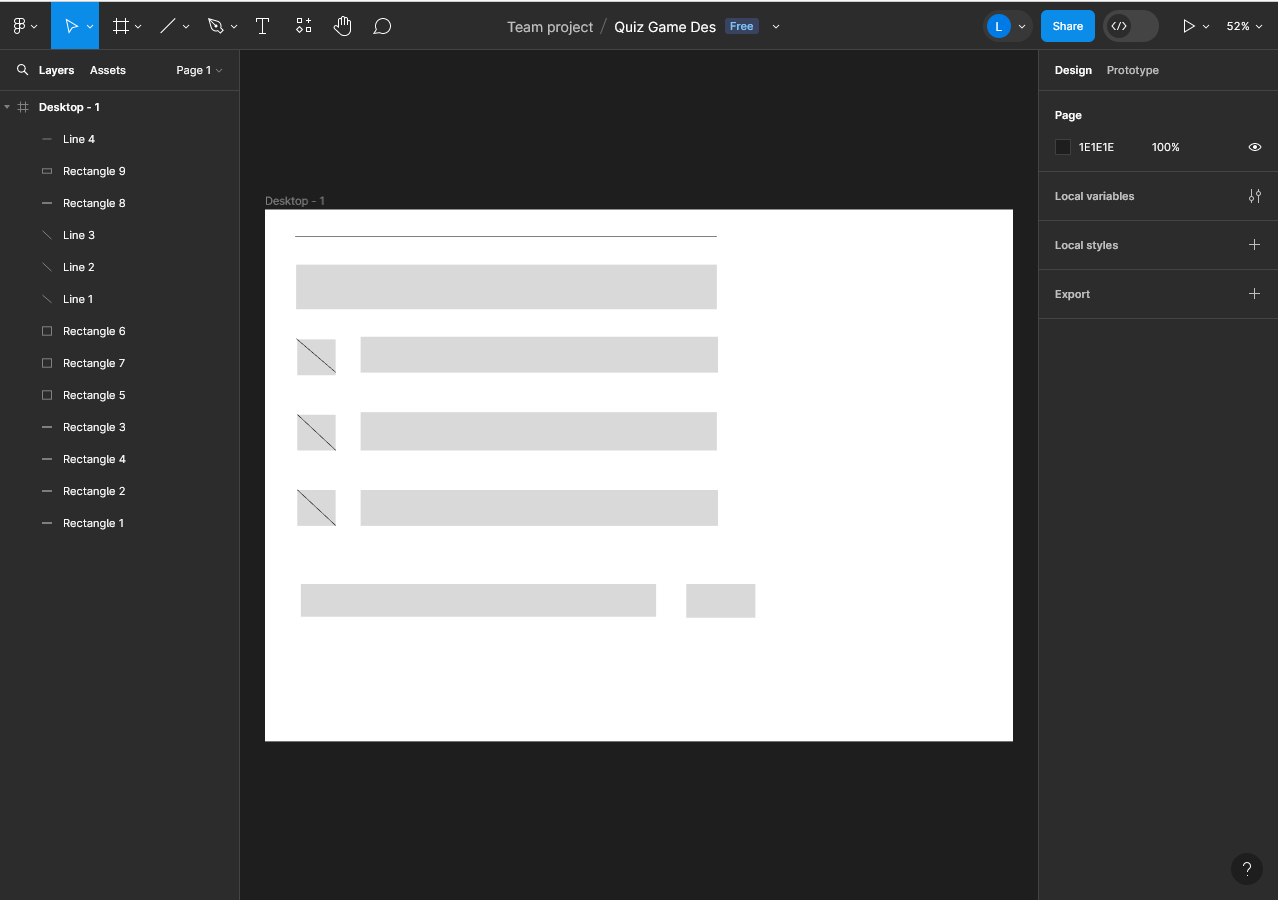 Team project / Quiz Game Des Free
L
Share
52%
Layers Assets Page 1
Desktop - 1
Line 4
Rectangle 9
Rectangle 8
Line 3
Line 2
Line 1
Rectangle 6
Rectangle 7
Rectangle 5
Rectangle 3
Rectangle 4
Rectangle 2
Rectangle 1
Desktop - 1
Design Prototype
Page
1E1E1E 100%
Local variables
Local styles
Export
?